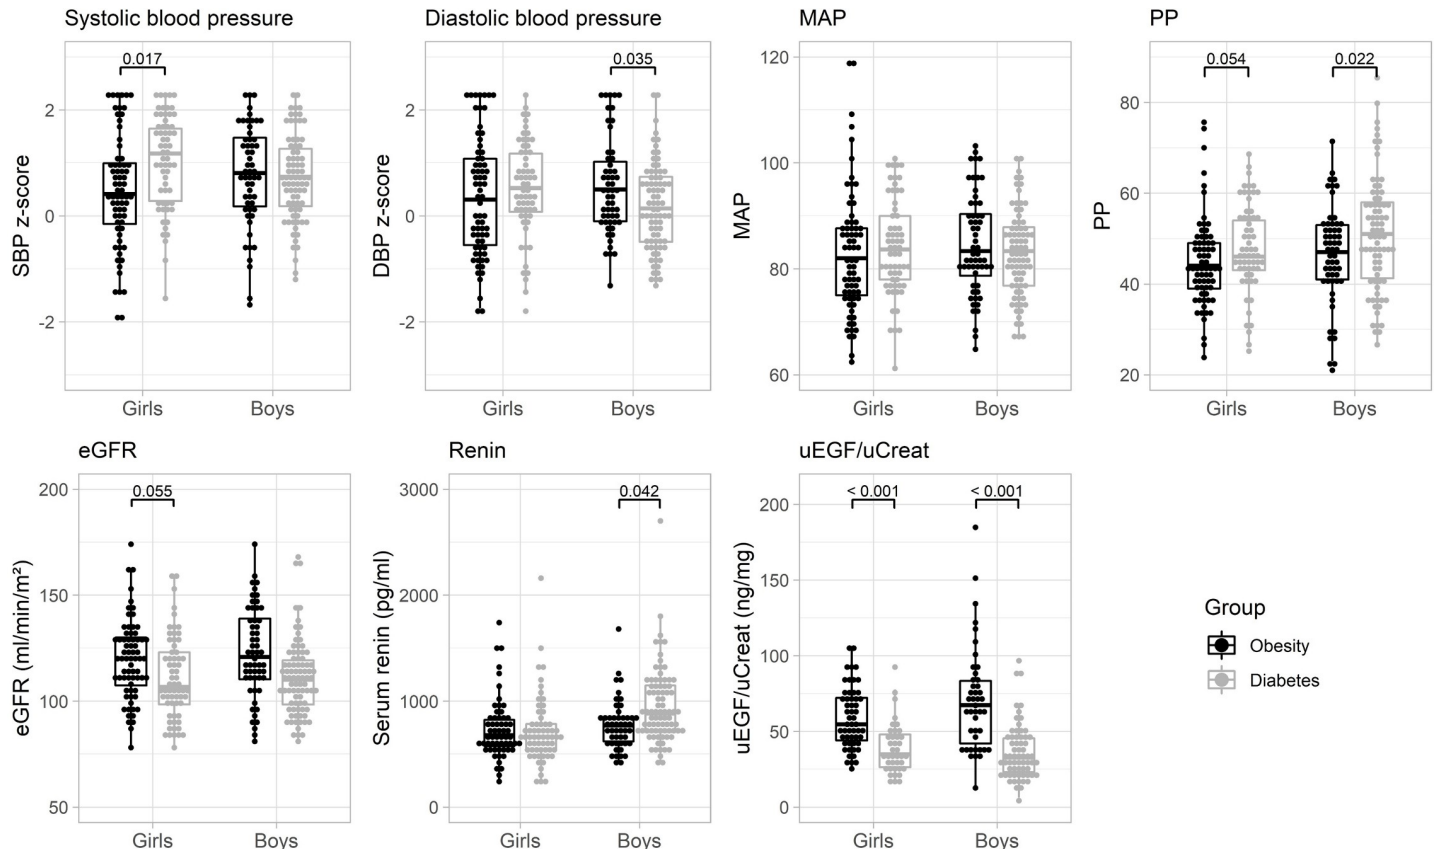 Systolic blood pressure
Diastolic blood pressure
MAP
PP
0.017
2
0
-2
SBP z-score
Girls
Boys
0.035
2
0
-2
DBP z-score
Girls
Boys
120
100
80
60
MAP
Girls
Boys
0.054
0.022
80
60
40
20
PP
Girls
Boys
eGFR
Renin
uEGF/uCreat
0.055
200
150
100
50
eGFR (ml/min/m²)
Girls
Boys
0.042
3000
2000
1000
0
Serum renin (pg/ml)
Girls
Boys
< 0.001
< 0.001
200
150
100
50
0
uEGF/uCreat (ng/mg)
Girls
Boys
Group
Obesity
Diabetes